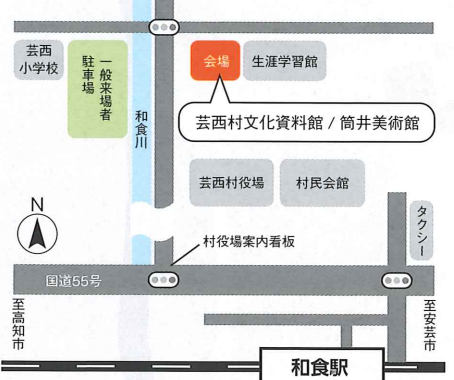 芸西
小学校
一般来場者
駐車場
会場
生涯学習館
和食川
芸西村文化資料館 / 筒井美術館
芸西村役場
村民会館
N
タクシー
村役場案内看板
国道55号
至高知市
至安芸市
和食駅